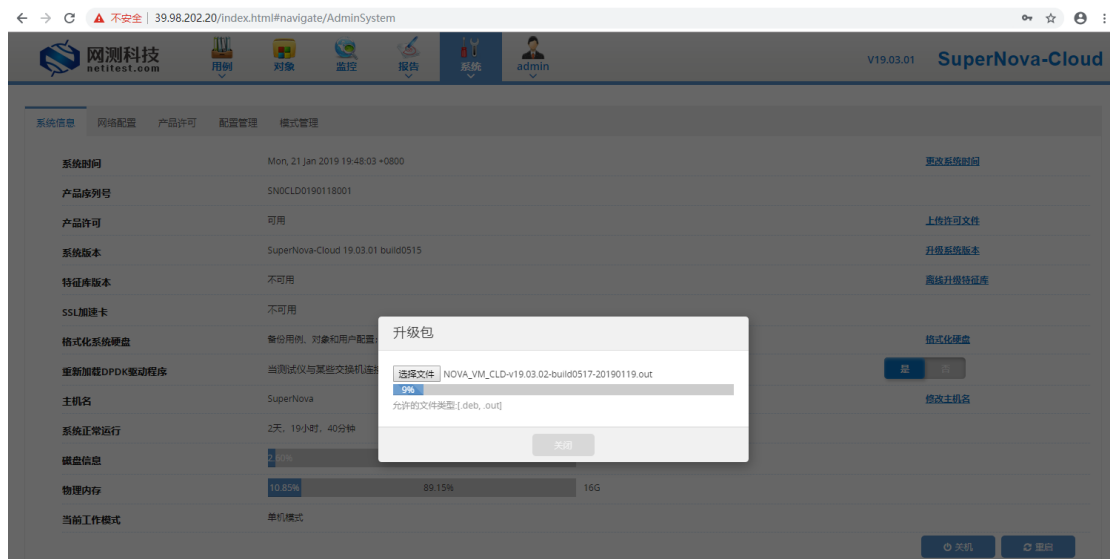 不安全 | 39.98.202.20/index.html#navigate/AdminSystem
网测科技
netitest.com
用例 对象 监控 报告 系统 admin
V19.03.01 SuperNova-Cloud
系统信息 网络配置 产品许可 配置管理 模式管理
系统时间 Mon, 21 Jan 2019 19:48:03 +0800 更改系统时间
产品序列号 SN0CLD0190118001
产品许可 可用 上传许可文件
系统版本 SuperNova-Cloud 19.03.01 build0515 升级系统版本
特征库版本 不可用 离线升级特征库
SSL加速卡 不可用
格式化系统硬盘 备份用例、对象和用户配置 格式化硬盘
重新加载DPDK驱动程序 当测试仪与某些交换机连接 是 否
主机名 SuperNova 修改主机名
系统正常运行 2天, 19小时, 40分钟
磁盘信息 2.60%
物理内存 10.85% 89.15% 16G
当前工作模式 单机模式
关机 重启
升级包
选择文件 NOVA_VM_CLD-v19.03.02-build0517-20190119.out
9%
允许的文件类型:[.deb, .out]
关闭